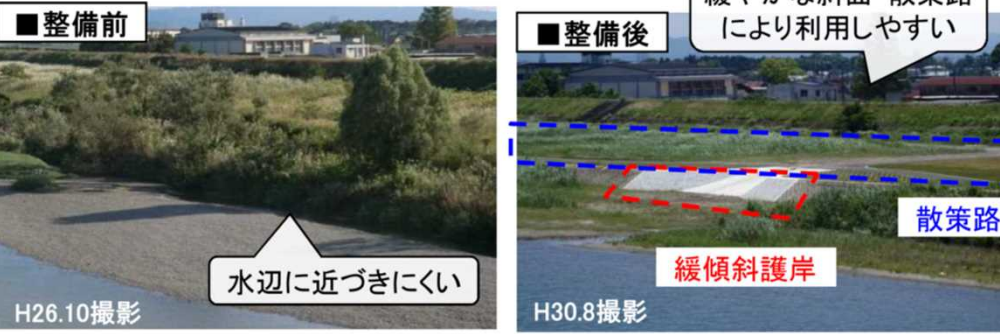 ■整備前
水辺に近づきにくい
H26.10撮影
■整備後
により利用しやすい
散策路
緩傾斜護岸
H30.8撮影